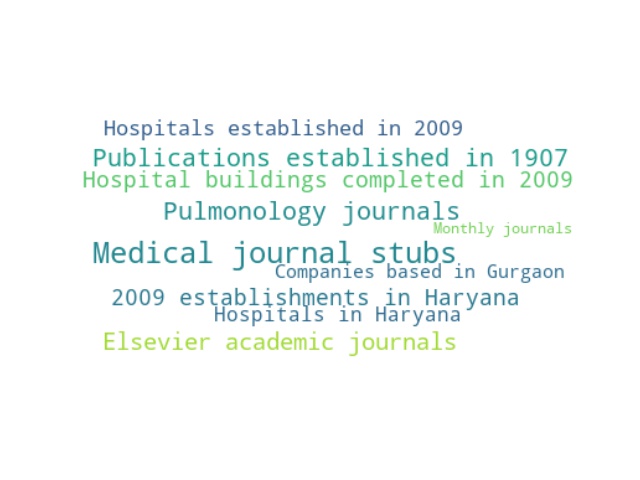 Hospitals established in 2009
Publications established in 1907
Hospital buildings completed in 2009
Pulmonology journals
Monthly journals
Medical journal stubs
Companies based in Gurgaon
2009 establishments in Haryana
Hospitals in Haryana
Elsevier academic journals